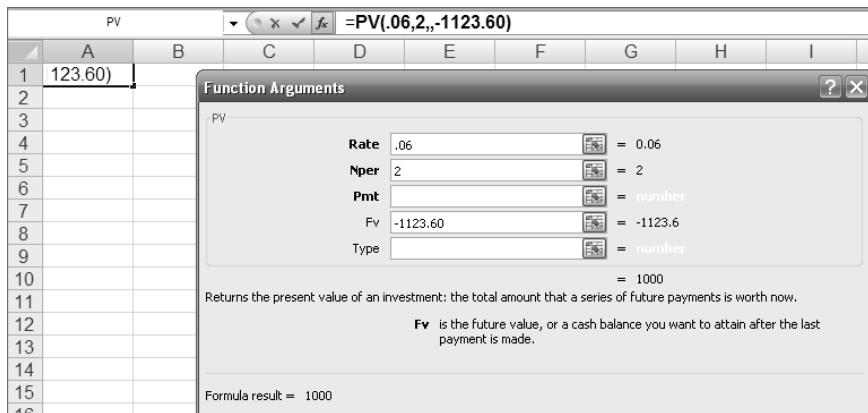 PV =PV(.06,2,,-1123.60)
A B C D E F G H I
1 123.60)
2
3
4
5
6
7
8
9
10
11
12
13
14
15
16
Function Arguments
PV
Rate .06 = 0.06
Nper 2 = 2
Pmt = number
Fv -1123.60 = -1123.6
Type = number
= 1000
Returns the present value of an investment: the total amount that a series of future payments is worth now.
Fv is the future value, or a cash balance you want to attain after the last
payment is made.
Formula result = 1000